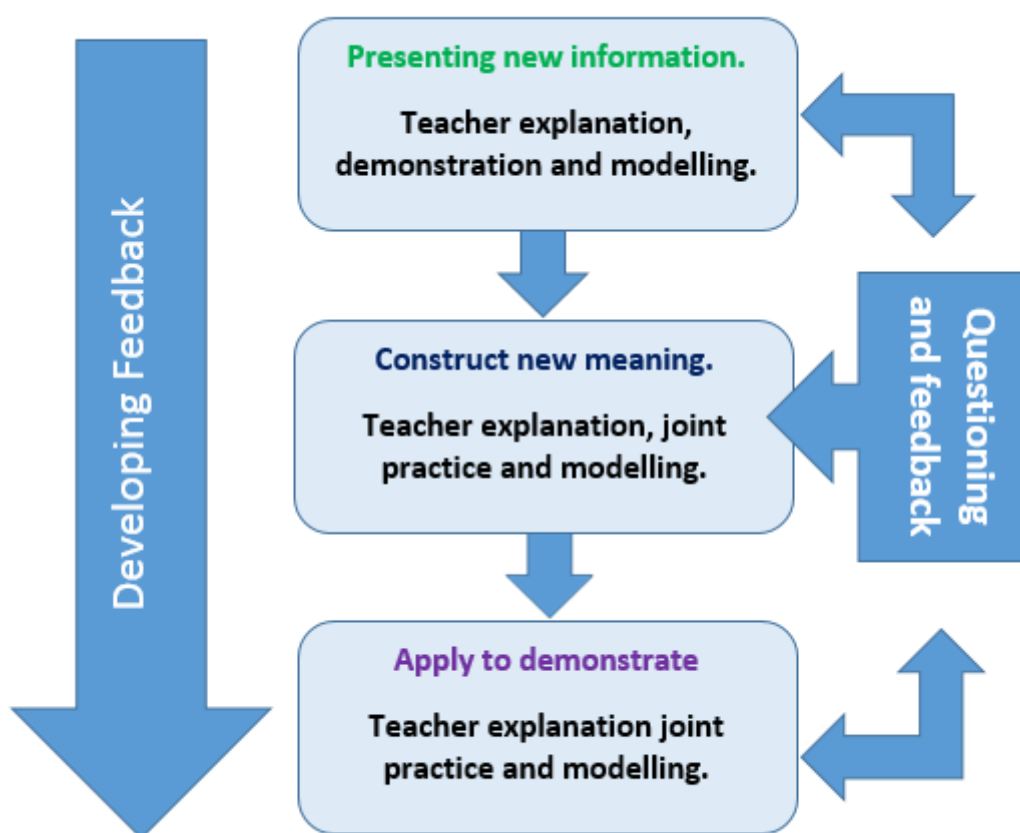 Developing Feedback
Presenting new information.
Teacher explanation,
demonstration and modelling.
Construct new meaning.
Teacher explanation, joint
practice and modelling.
Apply to demonstrate
Teacher explanation joint
practice and modelling.
Questioning
and feedback